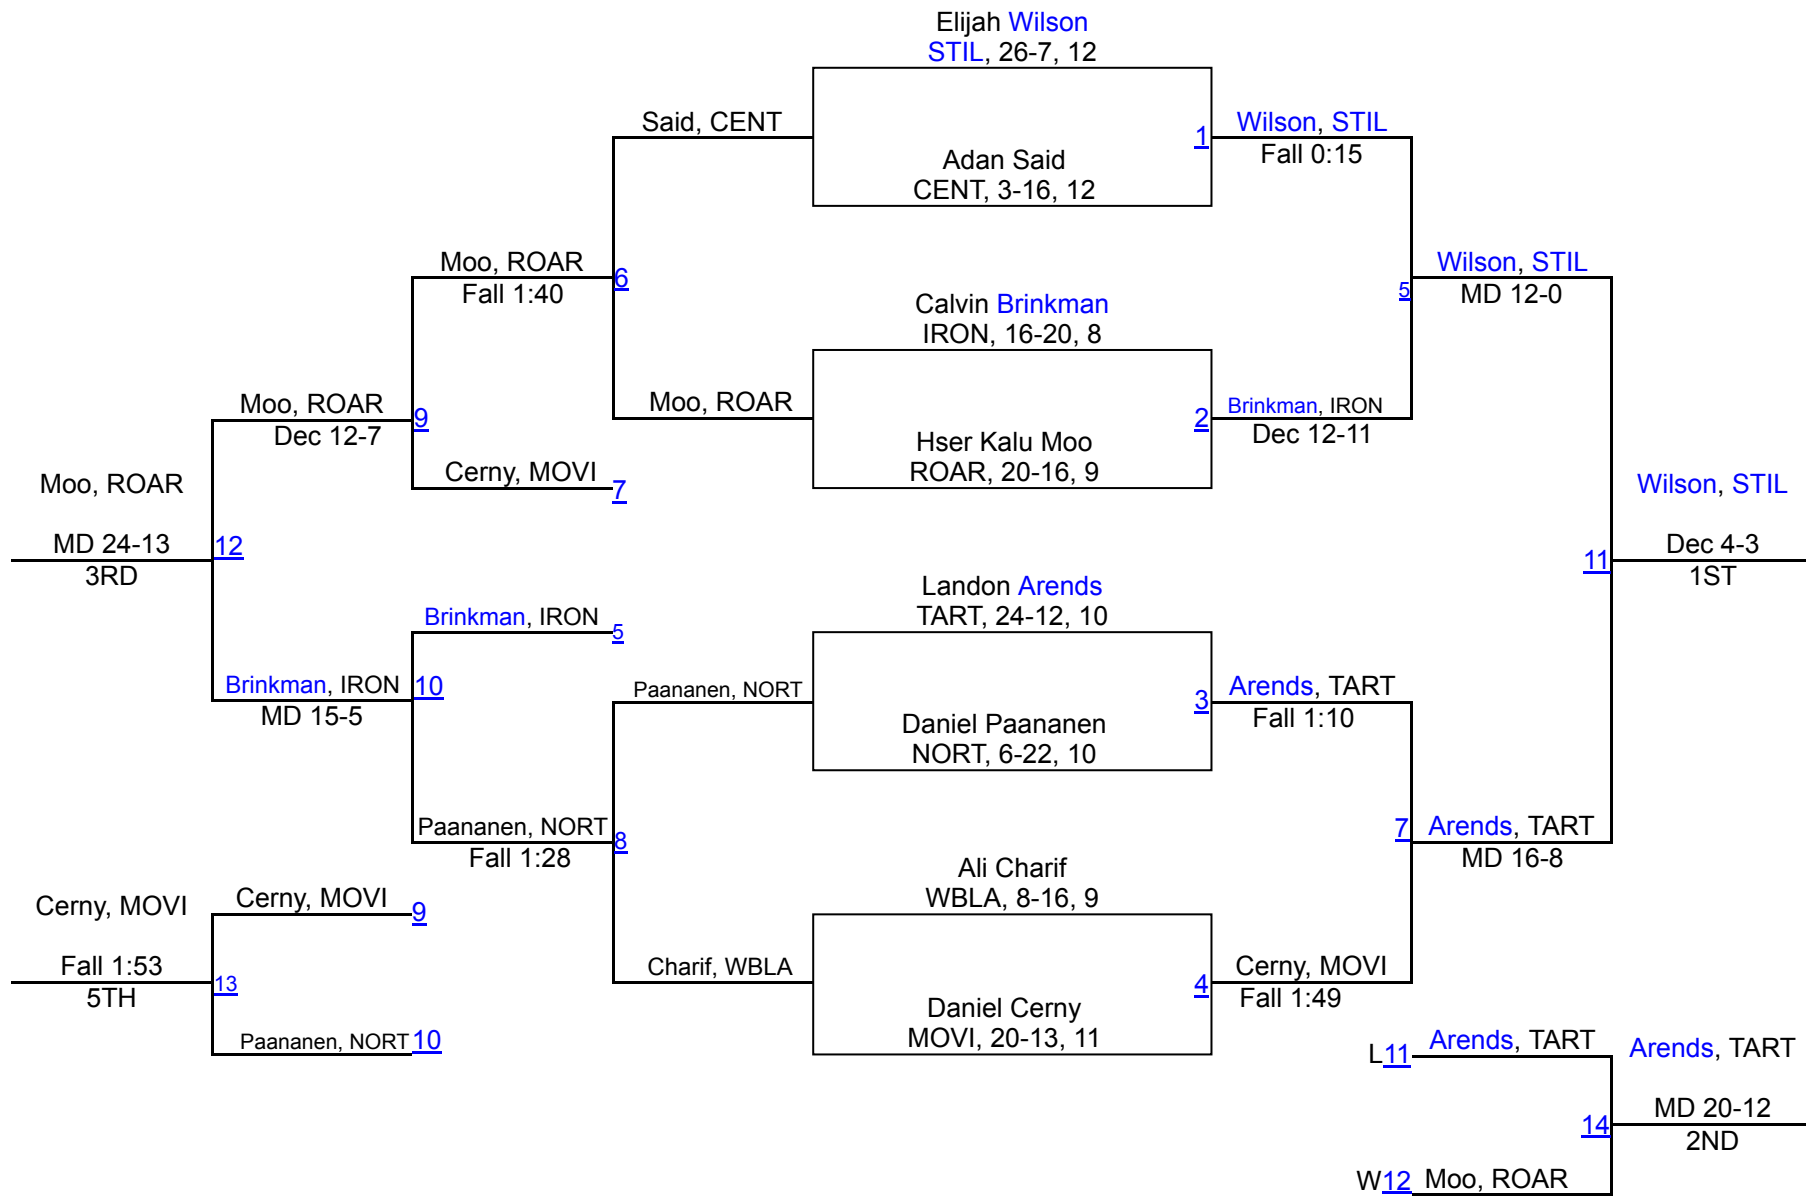 Elijah Wilson
STIL, 26-7, 12
Said, CENT
1
Wilson, STIL
Fall 0:15
Adan Said
CENT, 3-16, 12
Moo, ROAR
Fall 1:40
6
Wilson, STIL
MD 12-0
5
Calvin Brinkman
IRON, 16-20, 8
Moo, ROAR
Dec 12-7
9
Moo, ROAR
2
Brinkman, IRON
Dec 12-11
Hser Kalu Moo
ROAR, 20-16, 9
Cerny, MOVI
7
Moo, ROAR
MD 24-13
3RD
12
Wilson, STIL
11
Dec 4-3
1ST
Landon Arends
TART, 24-12, 10
Brinkman, IRON
5
Brinkman, IRON
MD 15-5
10
Paananen, NORT
3
Arends, TART
Fall 1:10
Daniel Paananen
NORT, 6-22, 10
Paananen, NORT
Fall 1:28
8
7
Arends, TART
MD 16-8
Ali Charif
WBLA, 8-16, 9
Cerny, MOVI
Fall 1:53
5TH
Cerny, MOVI
9
13
Charif, WBLA
4
Cerny, MOVI
Fall 1:49
Daniel Cerny
MOVI, 20-13, 11
Paananen, NORT
10
L11
Arends, TART
Arends, TART
14
MD 20-12
2ND
W12
Moo, ROAR